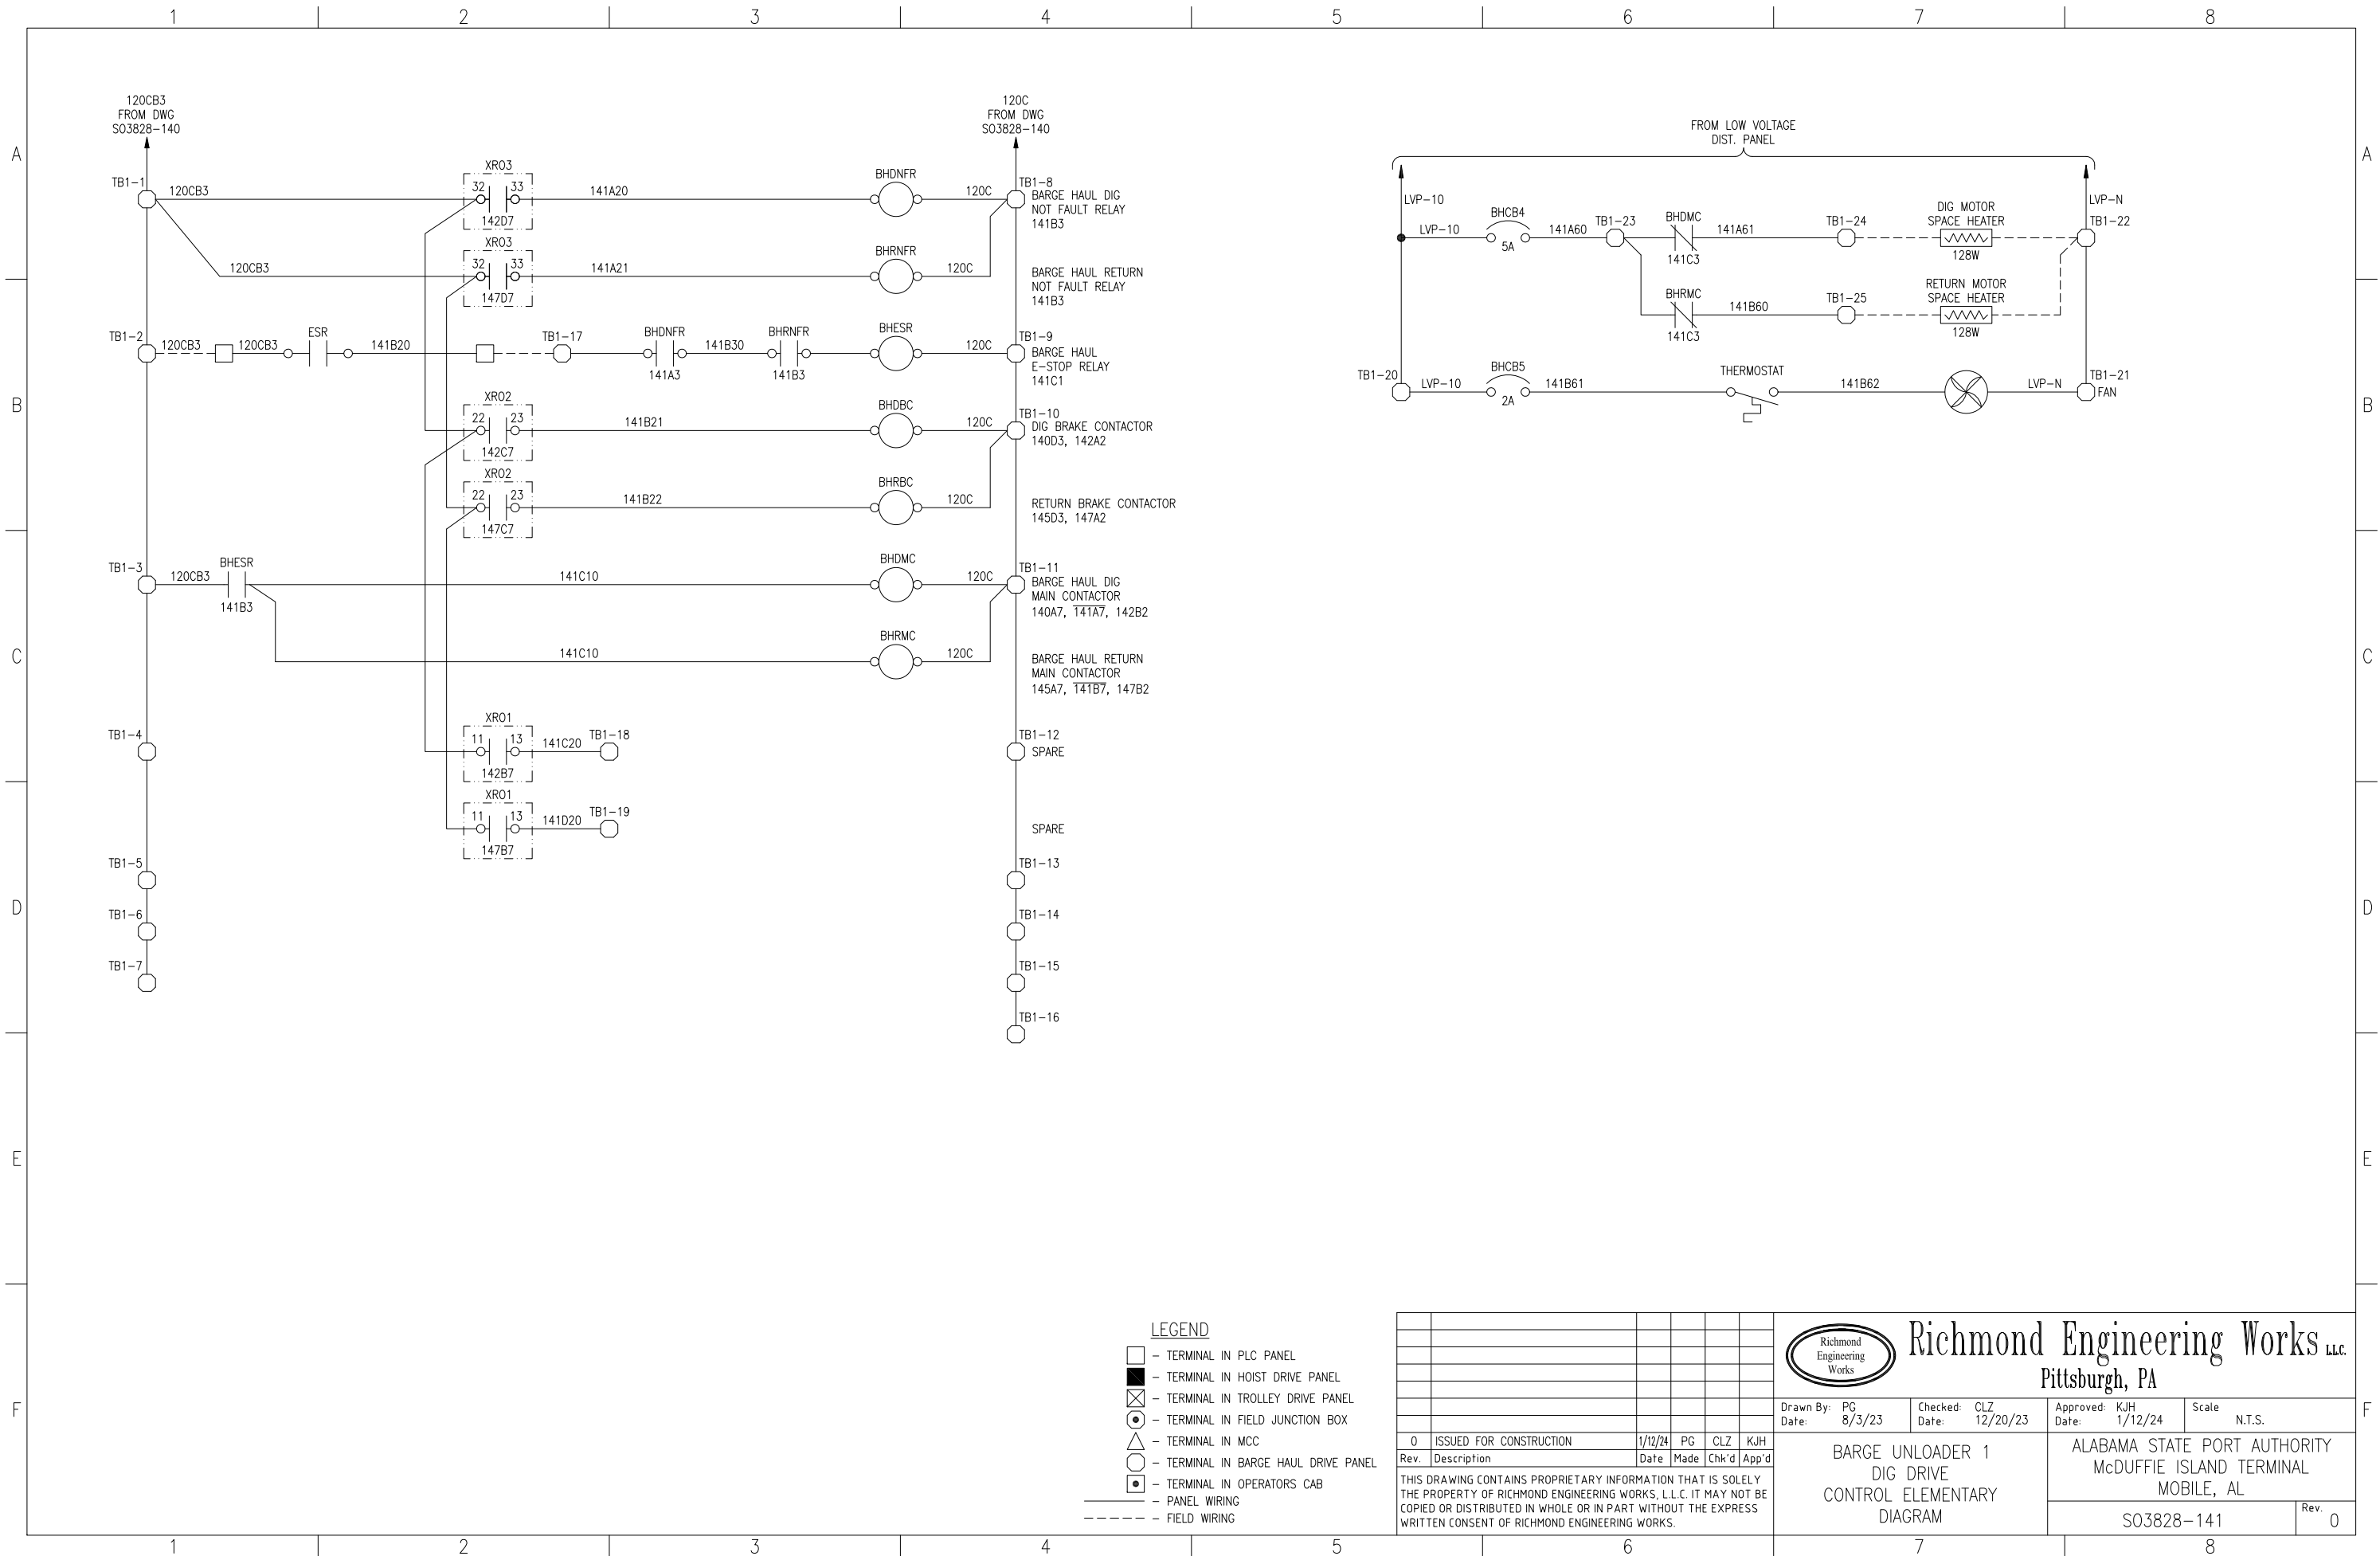 1 2 3 4 5 6 7 8
A
B
C
D
E
F
120CB3
FROM DWG
S03828-140
120C
FROM DWG
S03828-140
TB1-1
120CB3
XRO3
32 33
142D7
141A20
BHDNFR
120C
TB1-8
BARGE HAUL DIG
NOT FAULT RELAY
141B3
120CB3
XRO3
32 33
147D7
141A21
BHRNFR
120C
BARGE HAUL RETURN
NOT FAULT RELAY
141B3
TB1-2
120CB3
120CB3
ESR
141B20
TB1-17
BHDNFR
141A3
141B30
BHRNFR
141B3
BHESR
120C
TB1-9
BARGE HAUL
E-STOP RELAY
141C1
XRO2
22 23
142C7
141B21
BHDBC
120C
TB1-10
DIG BRAKE CONTACTOR
140D3, 142A2
XRO2
22 23
147C7
141B22
BHRBC
120C
RETURN BRAKE CONTACTOR
145D3, 147A2
TB1-3
120CB3
BHESR
141B3
141C10
BHDMC
120C
TB1-11
BARGE HAUL DIG
MAIN CONTACTOR
140A7, 141A7, 142B2
141C10
BHRMC
120C
BARGE HAUL RETURN
MAIN CONTACTOR
145A7, 141B7, 147B2
TB1-4
XRO1
11 13
142B7
141C20
TB1-18
TB1-12
SPARE
XRO1
11 13
147B7
141D20
TB1-19
SPARE
TB1-5
TB1-13
TB1-6
TB1-14
TB1-7
TB1-15
TB1-16
FROM LOW VOLTAGE
DIST. PANEL
LVP-10
LVP-N
LVP-10
BHCB4
5A
141A60
TB1-23
BHDMC
141C3
141A61
TB1-24
DIG MOTOR
SPACE HEATER
128W
TB1-22
BHRMC
141C3
141B60
TB1-25
RETURN MOTOR
SPACE HEATER
128W
TB1-20
LVP-10
BHCB5
2A
141B61
THERMOSTAT
141B62
LVP-N
TB1-21
FAN
LEGEND
- TERMINAL IN PLC PANEL
- TERMINAL IN HOIST DRIVE PANEL
- TERMINAL IN TROLLEY DRIVE PANEL
- TERMINAL IN FIELD JUNCTION BOX
- TERMINAL IN MCC
- TERMINAL IN BARGE HAUL DRIVE PANEL
- TERMINAL IN OPERATORS CAB
- PANEL WIRING
- FIELD WIRING
0 ISSUED FOR CONSTRUCTION 1/12/24 PG CLZ KJH
Rev. Description Date Made Chk'd App'd
THIS DRAWING CONTAINS PROPRIETARY INFORMATION THAT IS SOLELY
THE PROPERTY OF RICHMOND ENGINEERING WORKS, L.L.C. IT MAY NOT BE
COPIED OR DISTRIBUTED IN WHOLE OR IN PART WITHOUT THE EXPRESS
WRITTEN CONSENT OF RICHMOND ENGINEERING WORKS.
Richmond
Engineering
Works
Richmond Engineering Works L.L.C.
Pittsburgh, PA
Drawn By: PG
Date: 8/3/23
Checked: CLZ
Date: 12/20/23
Approved: KJH
Date: 1/12/24
Scale
N.T.S.
BARGE UNLOADER 1
DIG DRIVE
CONTROL ELEMENTARY
DIAGRAM
ALABAMA STATE PORT AUTHORITY
McDUFFIE ISLAND TERMINAL
MOBILE, AL
S03828-141
Rev.
0
A
B
C
D
E
F
1 2 3 4 5 6 7 8